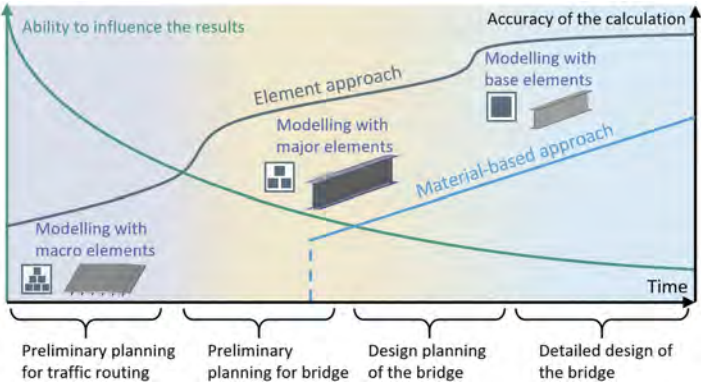 Ability to influence the results
Accuracy of the calculation
Element approach
Modelling with
base elements
Modelling with
major elements
Material-based approach
Modelling with
macro elements
Time
Preliminary planning
for traffic routing
Preliminary
planning for bridge
Design planning
of the bridge
Detailed design of
the bridge